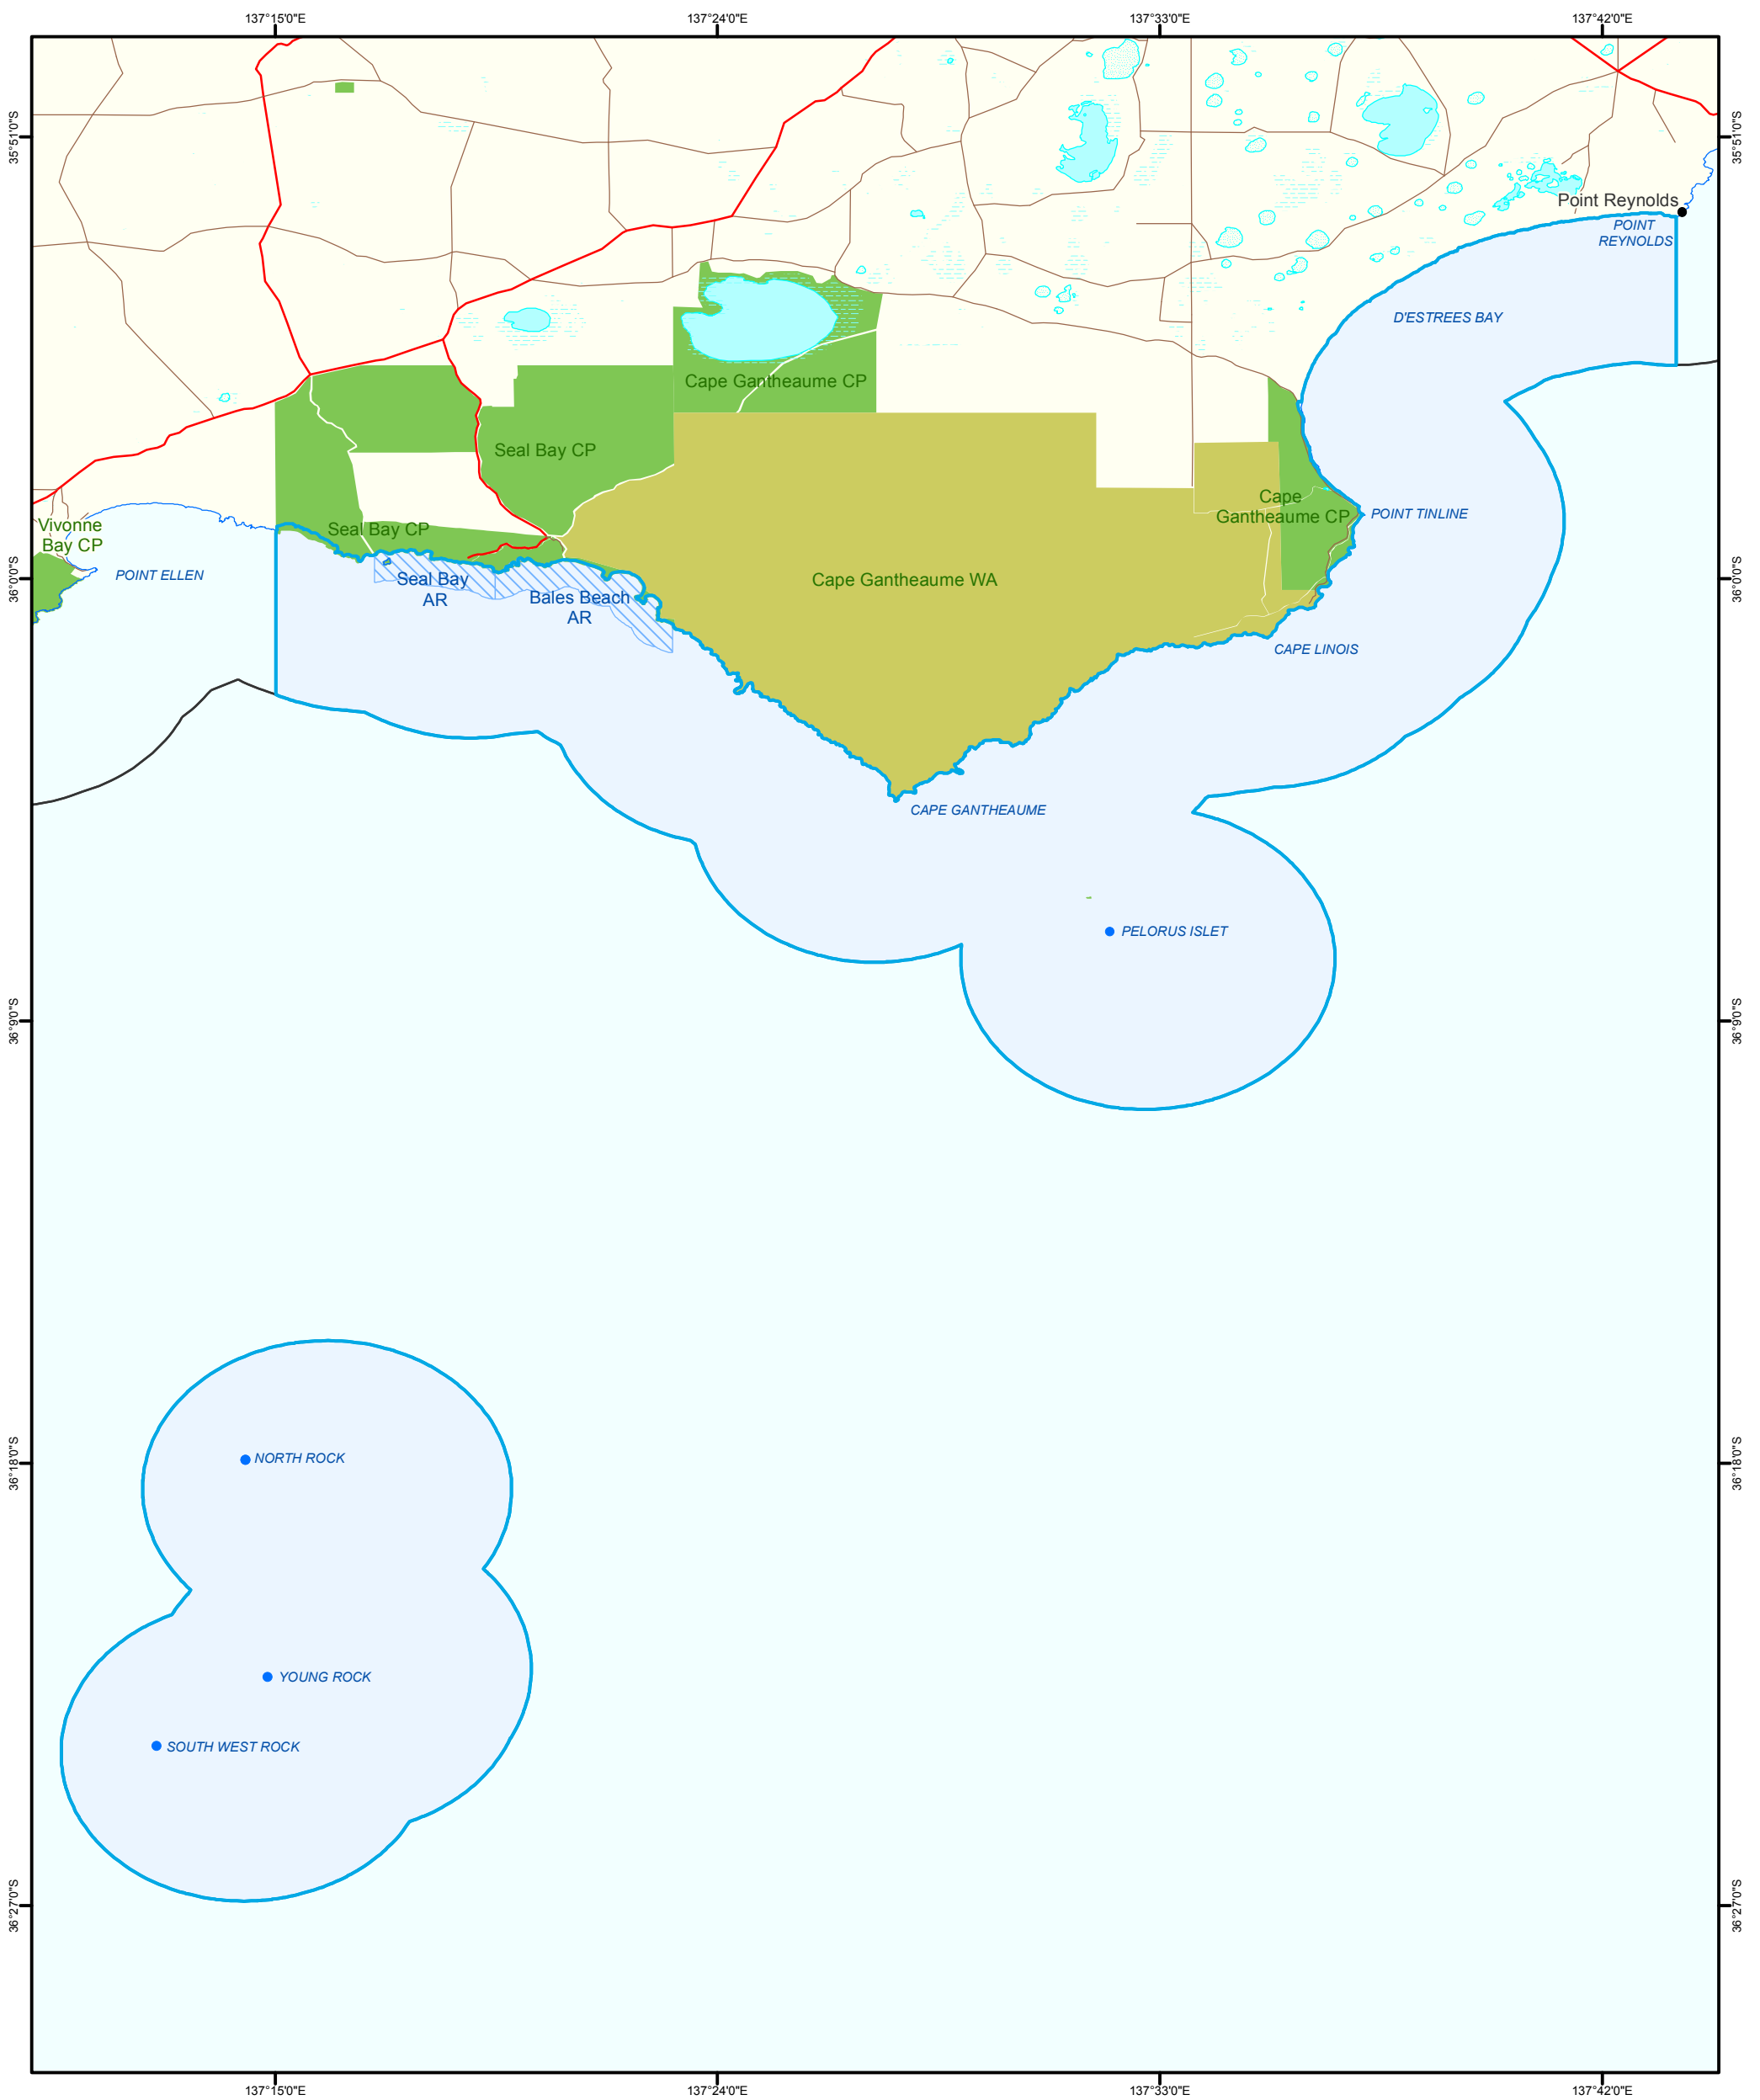 137°15'0"E
137°24'0"E
137°33'0"E
137°42'0"E
35°51'0"S
35°51'0"S
Point Reynolds
POINT
REYNOLDS
D'ESTREES BAY
Cape Gantheaume CP
Seal Bay CP
Cape
Gantheaume CP
POINT TINLINE
Vivonne
Bay CP
Seal Bay CP
POINT ELLEN
36°0'0"S
36°0'0"S
Seal Bay
AR
Bales Beach
AR
Cape Gantheaume WA
CAPE LINOIS
CAPE GANTHEAUME
PELORUS ISLET
36°9'0"S
36°9'0"S
NORTH ROCK
36°18'0"S
36°18'0"S
YOUNG ROCK
SOUTH WEST ROCK
36°27'0"S
36°27'0"S
137°15'0"E
137°24'0"E
137°33'0"E
137°42'0"E